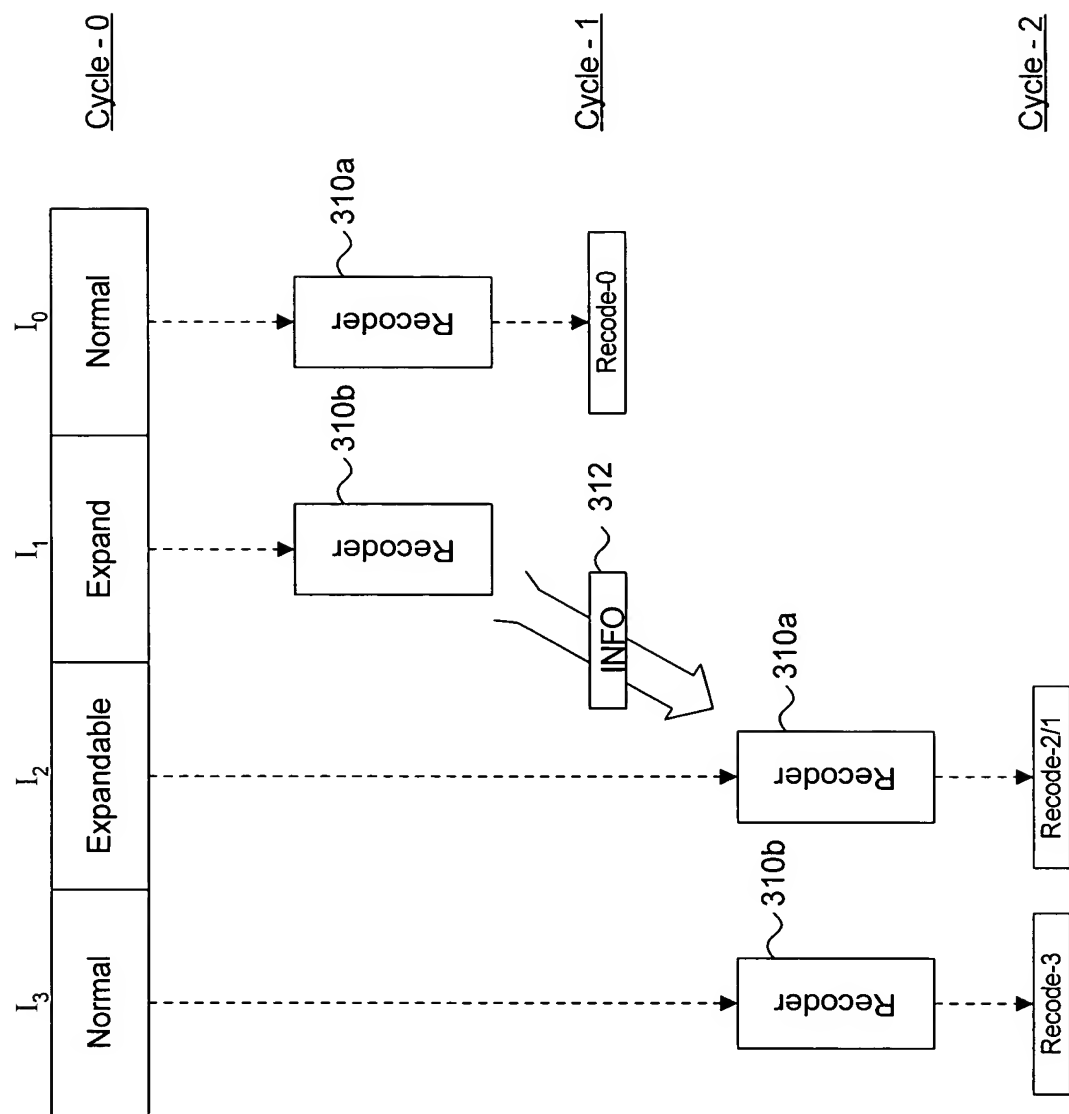 Cycle - 0
I3 I2 I1 I0
Normal Expandable Expand Normal
310b 310a
Recoder Recoder
Cycle - 1
312
INFO Recode-0
310b 310a
Recoder Recoder
Cycle - 2
Recode-3 Recode-2/1